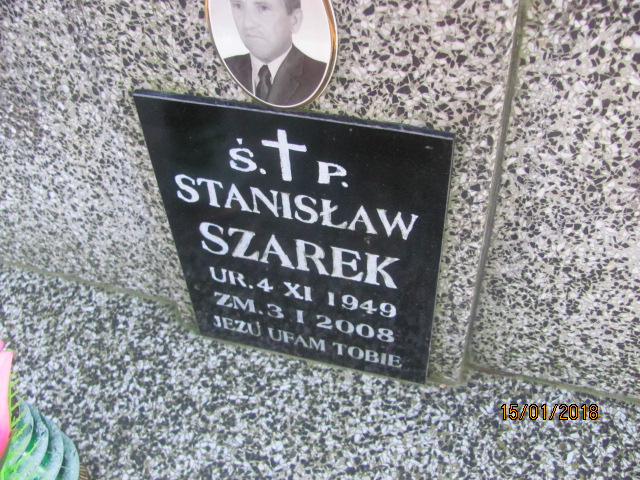 Ś. P.
STANISŁAW
SZAREK
UR. 4 XI 1949
ZM. 3 I 2008
JEZU UFAM TOBIE
15/01/2018